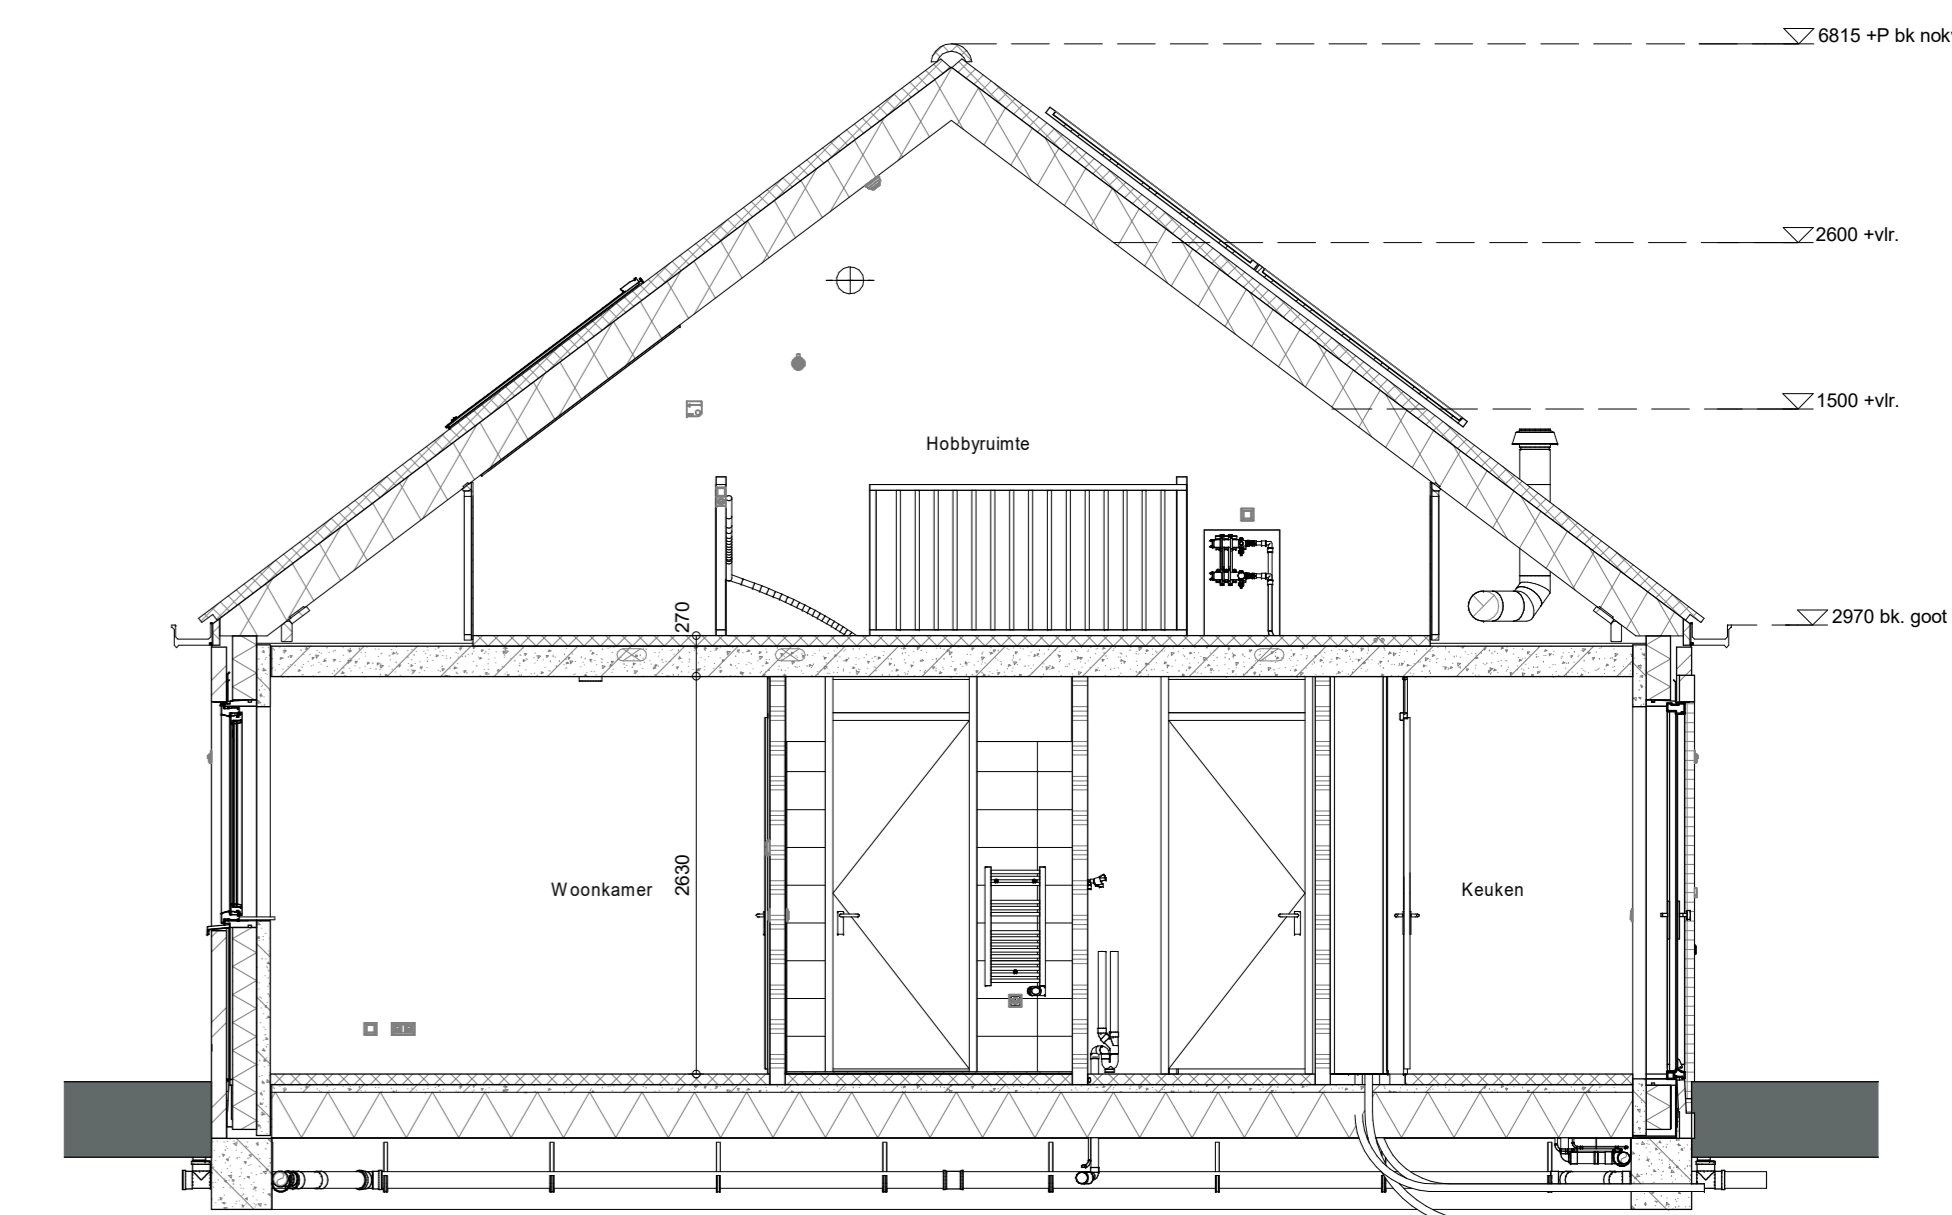 6815 +P bk nok
2600 +vlr.
1500 +vlr.
Hobbyruimte
270
2970 bk. goot
Woonkamer
2630
Keuken